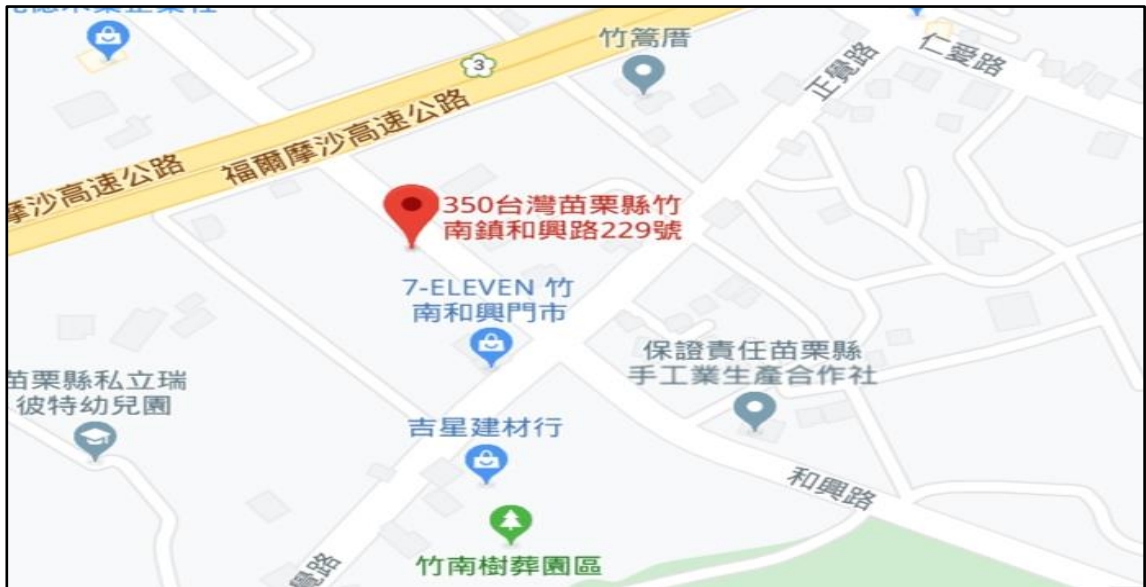 竹篙厝
仁愛路
正覺路
3
福爾摩沙高速公路
摩沙高速公路
350台灣苗栗縣竹
南鎮和興路229號
7-ELEVEN 竹
南和興門市
保證責任苗栗縣
手工業生產合作社
苗栗縣私立瑞
彼特幼兒園
吉星建材行
和興路
竹南樹葬園區
覺路